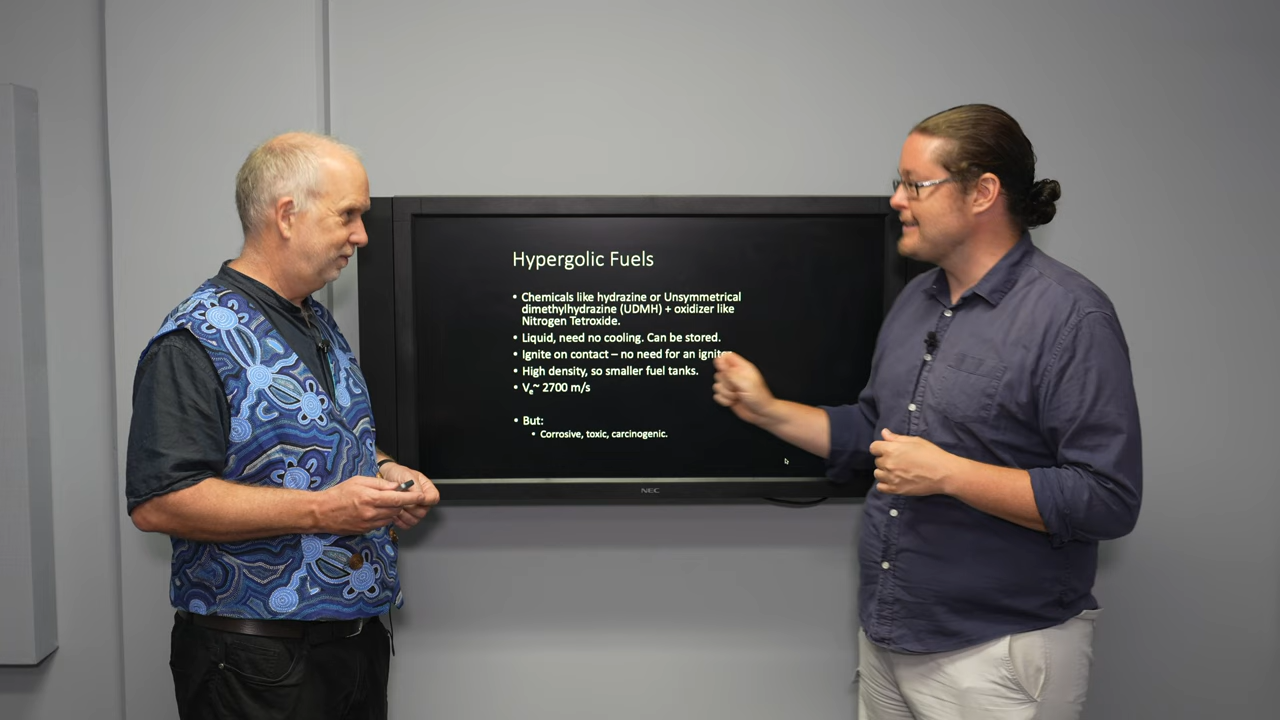 Hypergolic Fuels
• Chemicals like hydrazine or Unsymmetrical
dimethylhydrazine (UDMH) + oxidizer like
Nitrogen Tetroxide.
• Liquid, need no cooling. Can be stored.
• Ignite on contact – no need for an
• High density, so smaller fuel tanks.
• Ve~ 2700 m/s
• But:
• Corrosive, toxic, carcinogenic.
NEC